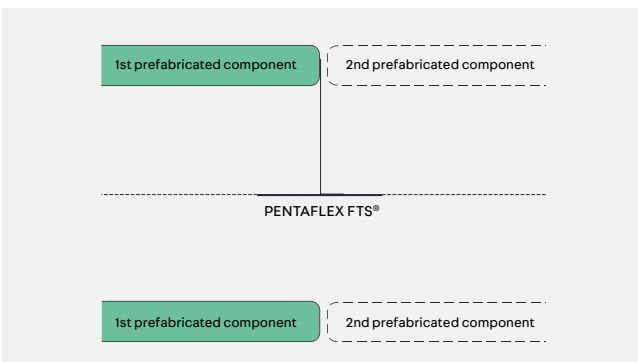 1st prefabricated component
2nd prefabricated component
PENTAFLEX FTS®
1st prefabricated component
2nd prefabricated component